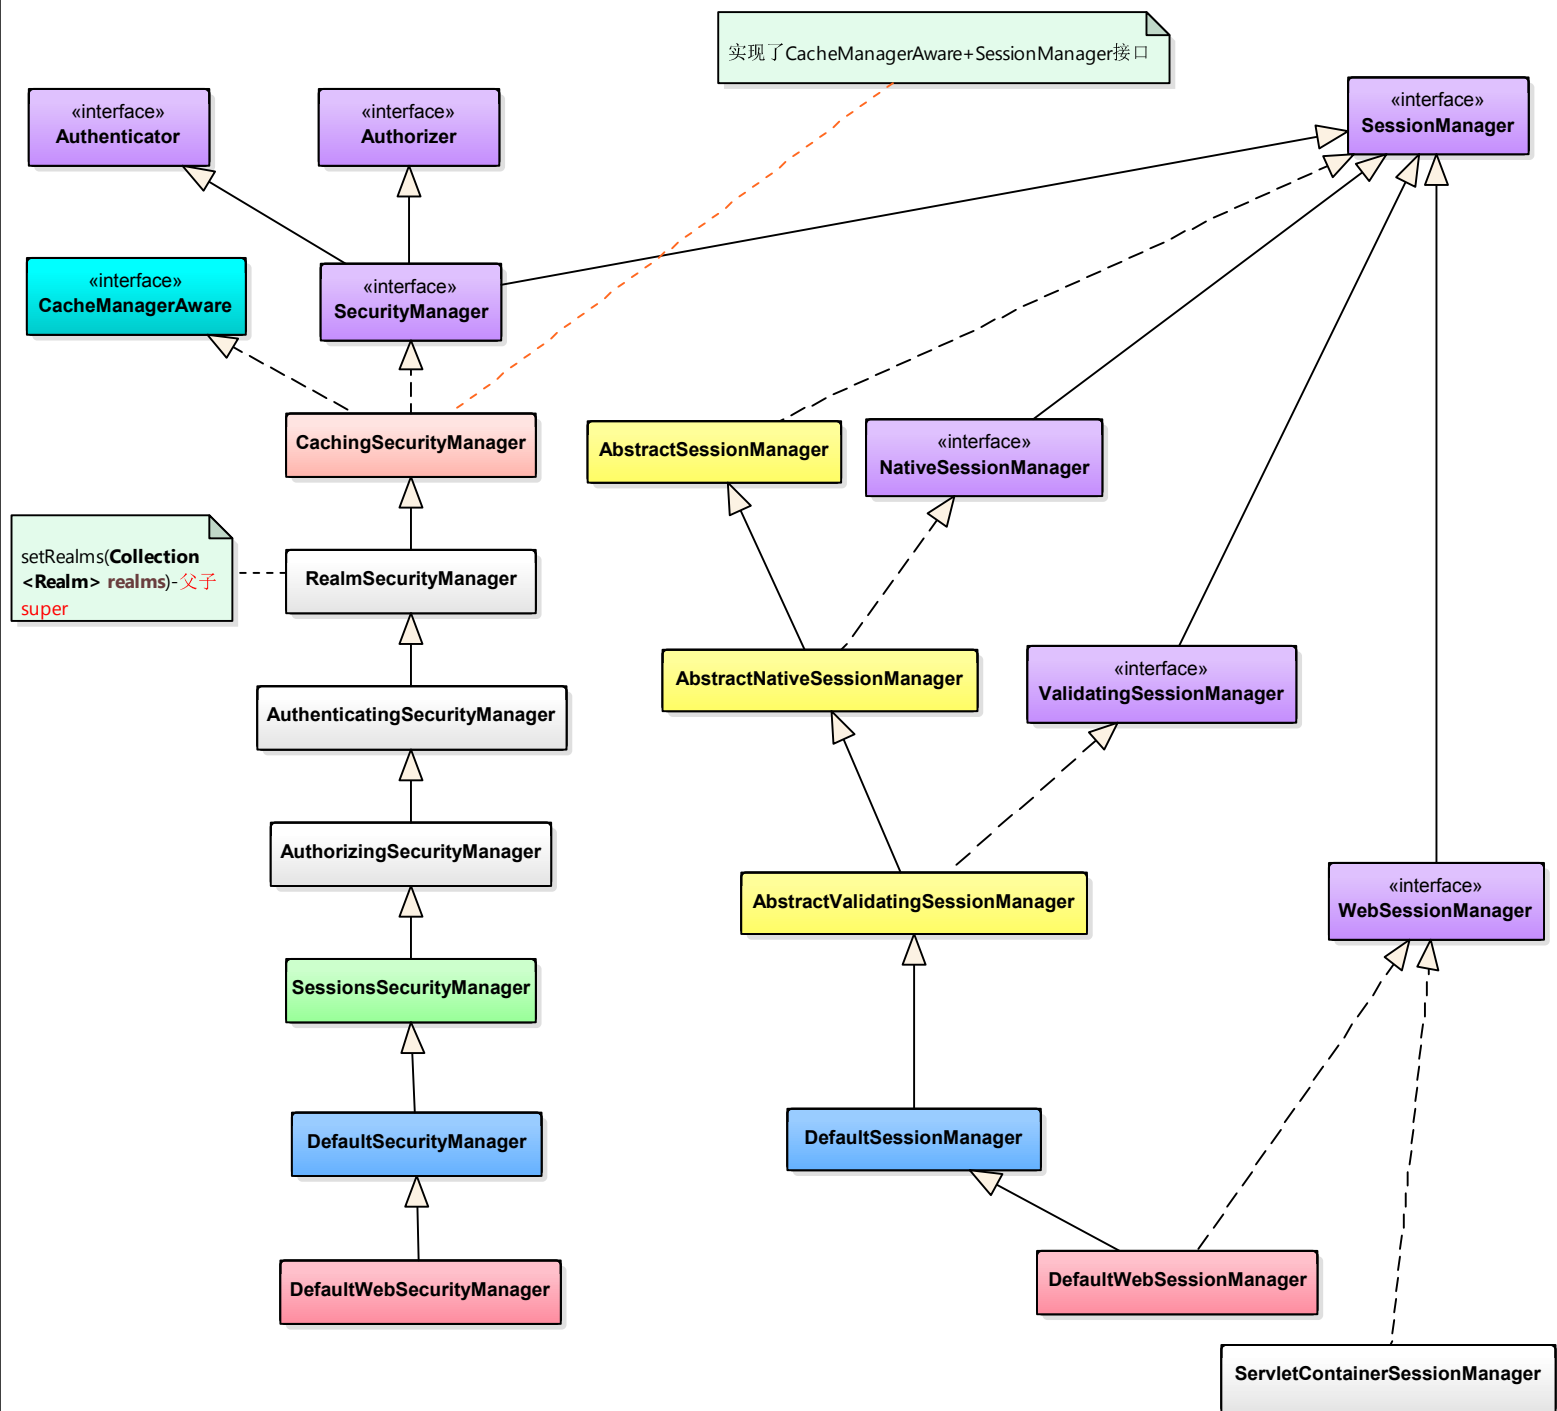 实现了CacheManagerAware+SessionManager接口
«interface»
Authenticator
«interface»
Authorizer
«interface»
SessionManager
«interface»
CacheManagerAware
«interface»
SecurityManager
CachingSecurityManager
AbstractSessionManager
«interface»
NativeSessionManager
setRealms(Collection
<Realm> realms)-父子
super
RealmSecurityManager
AbstractNativeSessionManager
«interface»
ValidatingSessionManager
AuthenticatingSecurityManager
AuthorizingSecurityManager
AbstractValidatingSessionManager
«interface»
WebSessionManager
SessionsSecurityManager
DefaultSecurityManager
DefaultSessionManager
DefaultWebSecurityManager
DefaultWebSessionManager
ServletContainerSessionManager